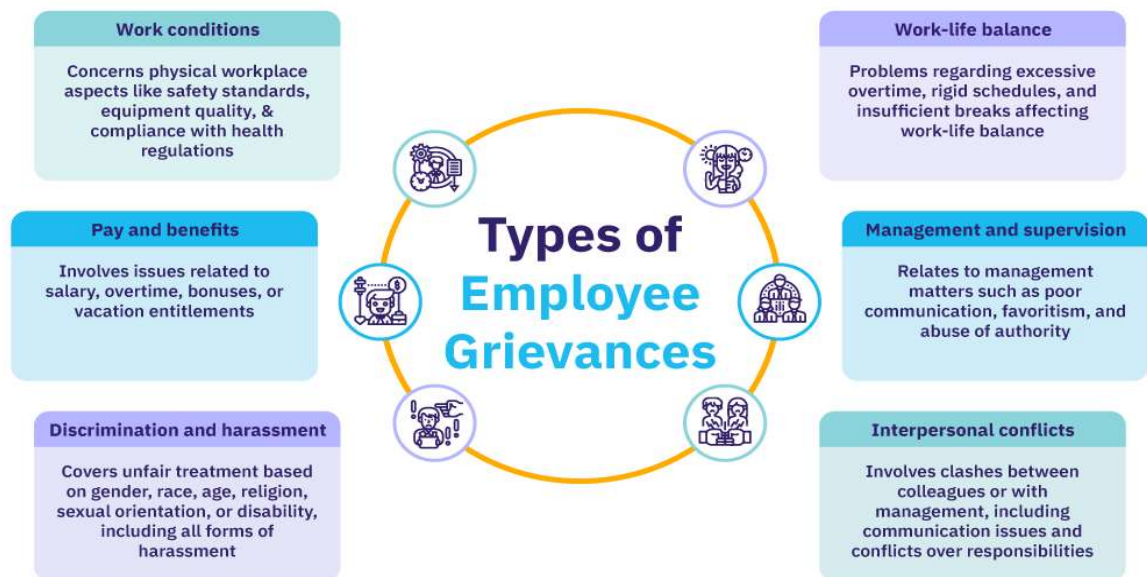 Work conditions
Concerns physical workplace
aspects like safety standards,
equipment quality, &
compliance with health
regulations
Pay and benefits
Involves issues related to
salary, overtime, bonuses, or
vacation entitlements
Discrimination and harassment
Covers unfair treatment based
on gender, race, age, religion,
sexual orientation, or disability,
including all forms of
harassment
Types of
Employee
Grievances
Work-life balance
Problems regarding excessive
overtime, rigid schedules, and
insufficient breaks affecting
work-life balance
Management and supervision
Relates to management
matters such as poor
communication, favoritism, and
abuse of authority
Interpersonal conflicts
Involves clashes between
colleagues or with
management, including
communication issues and
conflicts over responsibilities